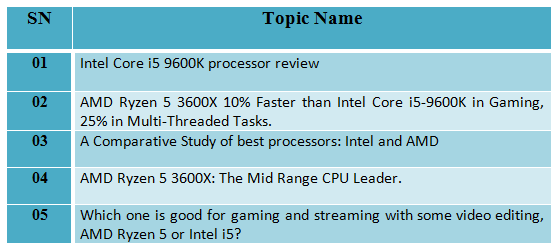 SN Topic Name
01 Intel Core i5 9600K processor review
02 AMD Ryzen 5 3600X 10% Faster than Intel Core i5-9600K in Gaming,
25% in Multi-Threaded Tasks.
03 A Comparative Study of best processors: Intel and AMD
04 AMD Ryzen 5 3600X: The Mid Range CPU Leader.
05 Which one is good for gaming and streaming with some video editing,
AMD Ryzen 5 or Intel i5?